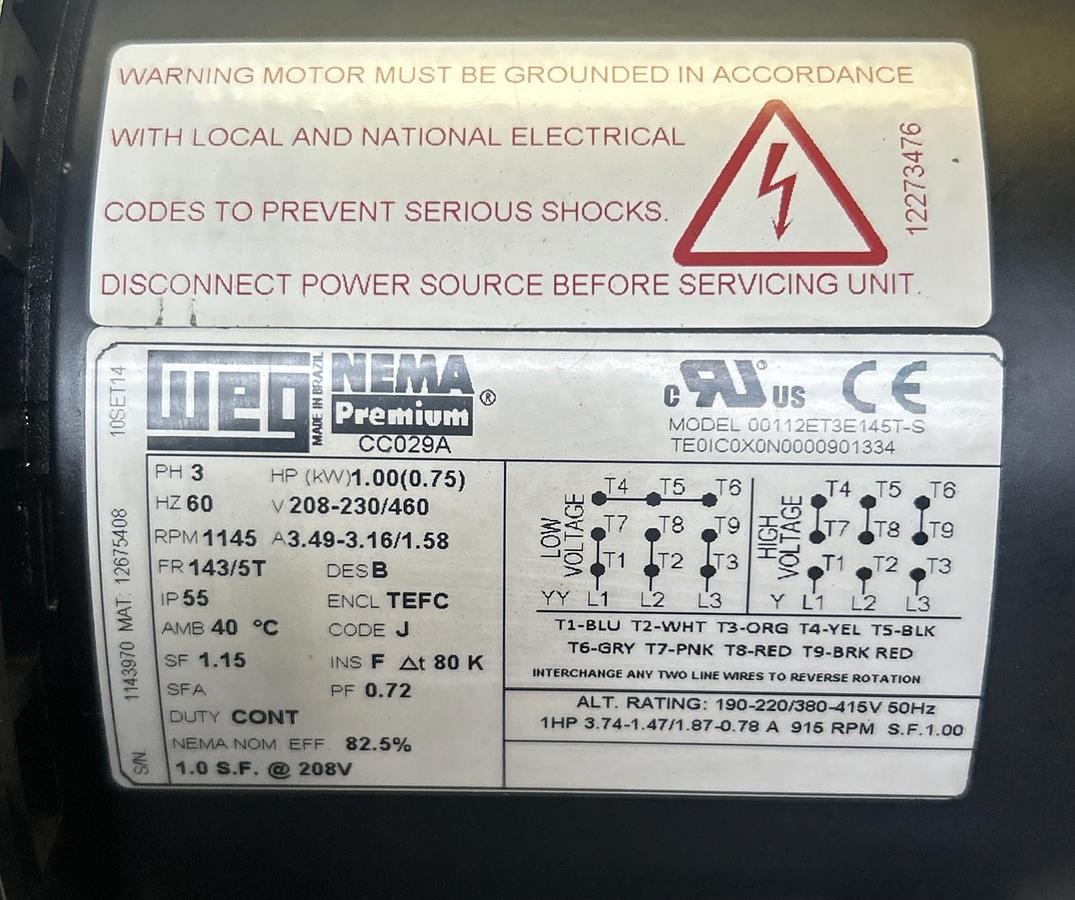 WARNING MOTOR MUST BE GROUNDED IN ACCORDANCE
WITH LOCAL AND NATIONAL ELECTRICAL
CODES TO PREVENT SERIOUS SHOCKS.
DISCONNECT POWER SOURCE BEFORE SERVICING UNIT.
12273476
10SET14
1143970 MAT: 12675408
S/N
WEG
MADE IN BRAZIL
NEMA
Premium ®
CC029A
c RU US CE
MODEL 00112ET3E145T-S
TE0IC0X0N0000901334
PH 3 HP (KW) 1.00(0.75)
HZ 60 V 208-230/460
RPM 1145 A 3.49-3.16/1.58
FR 143/5T DES B
IP 55 ENCL TEFC
AMB 40 °C CODE J
SF 1.15 INS F Δt 80 K
SFA PF 0.72
DUTY CONT
NEMA NOM. EFF. 82.5%
1.0 S.F. @ 208V
LOW VOLTAGE
T4 T5 T6
T7 T8 T9
T1 T2 T3
YY L1 L2 L3
HIGH VOLTAGE
T4 T5 T6
T7 T8 T9
T1 T2 T3
Y L1 L2 L3
T1-BLU T2-WHT T3-ORG T4-YEL T5-BLK
T6-GRY T7-PNK T8-RED T9-BRK RED
INTERCHANGE ANY TWO LINE WIRES TO REVERSE ROTATION
ALT. RATING: 190-220/380-415V 50Hz
1HP 3.74-1.47/1.87-0.78 A 915 RPM S.F.1.00